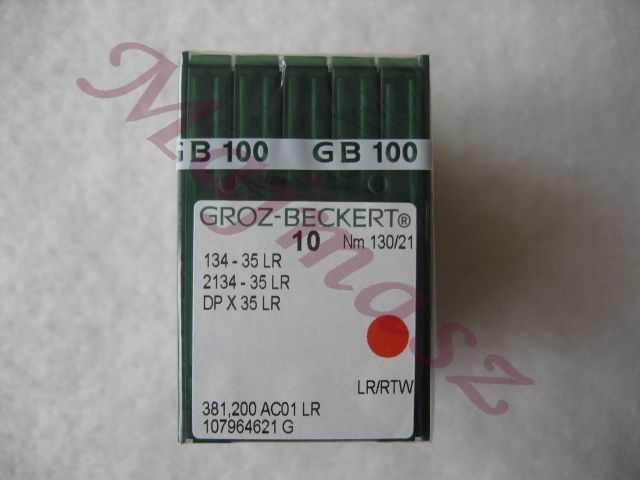 GB 100 GB 100
GROZ-BECKERT®
10 Nm 130/21
134 - 35 LR
2134 - 35 LR
DP X 35 LR
LR/RTW
381,200 AC01 LR
107964621 G
Marimasz